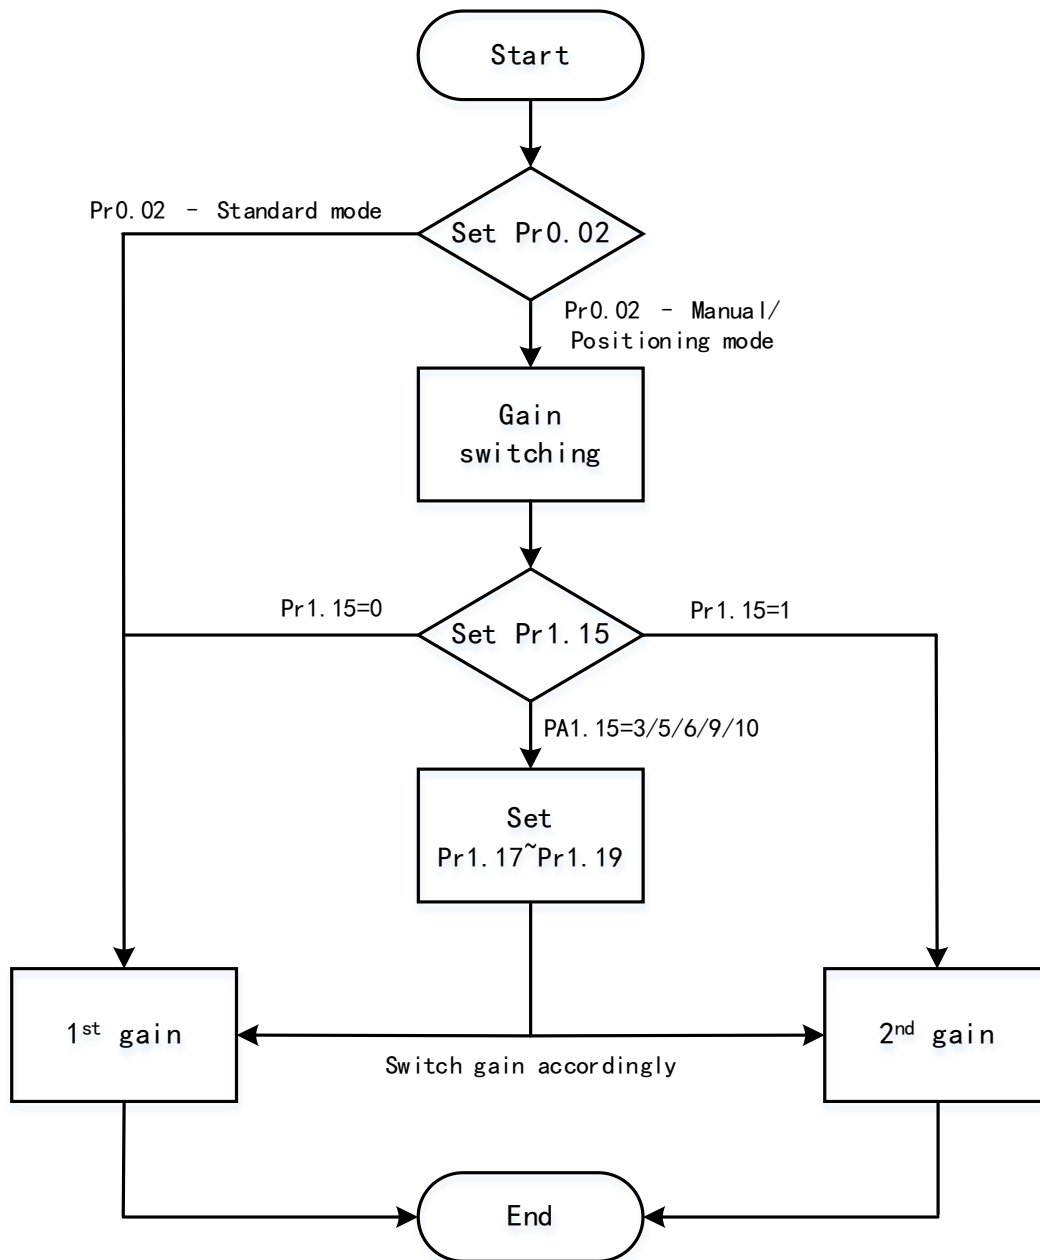 Start
Pr0.02 - Standard mode
Set Pr0.02
Pr0.02 - Manual/
Positioning mode
Gain
switching
Pr1.15=0
Set Pr1.15
Pr1.15=1
PA1.15=3/5/6/9/10
Set
Pr1.17~Pr1.19
1st gain
2nd gain
Switch gain accordingly
End